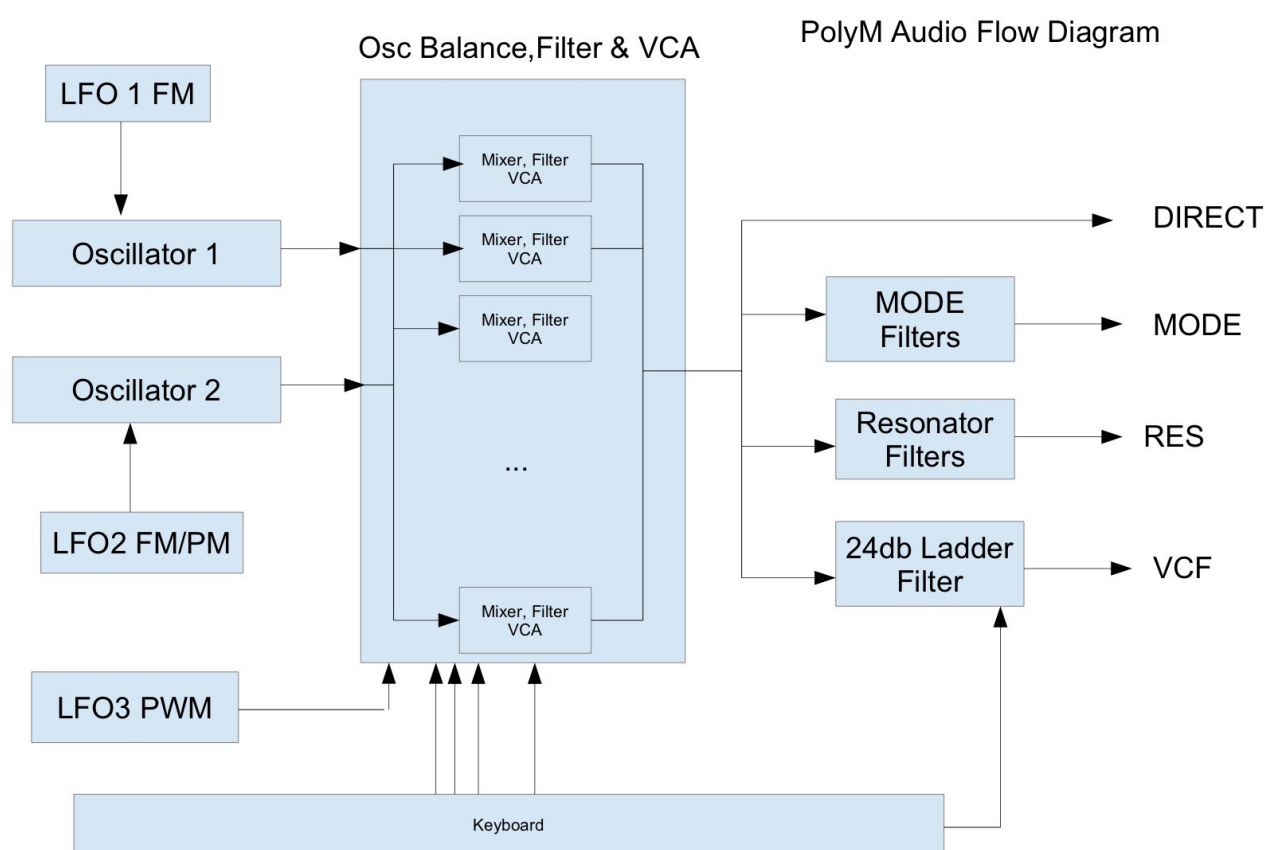 PolyM Audio Flow Diagram
Osc Balance,Filter & VCA
LFO 1 FM
Mixer, Filter
VCA
Oscillator 1
Mixer, Filter
VCA
DIRECT
MODE
Filters
MODE
Mixer, Filter
VCA
Oscillator 2
Resonator
Filters
RES
...
LFO2 FM/PM
24db Ladder
Filter
VCF
Mixer, Filter
VCA
LFO3 PWM
Keyboard